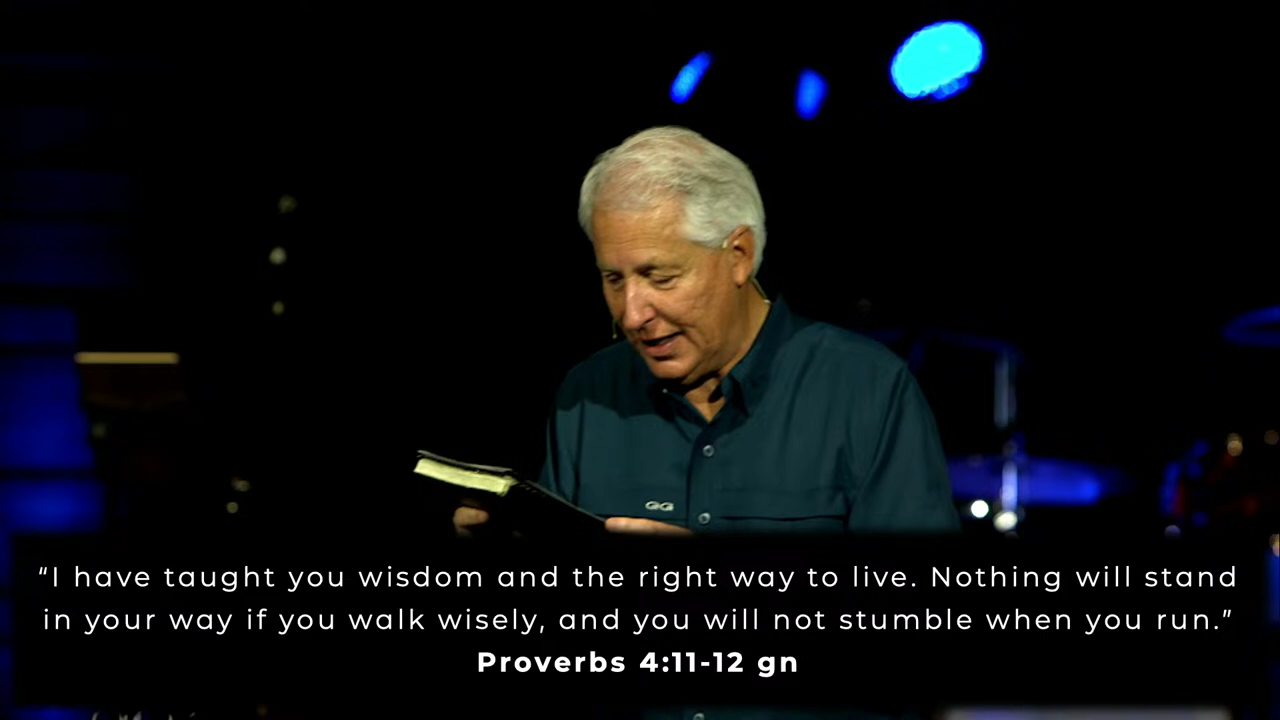 GG
“I have taught you wisdom and the right way to live. Nothing will stand
in your way if you walk wisely, and you will not stumble when you run.”
Proverbs 4:11-12 gn